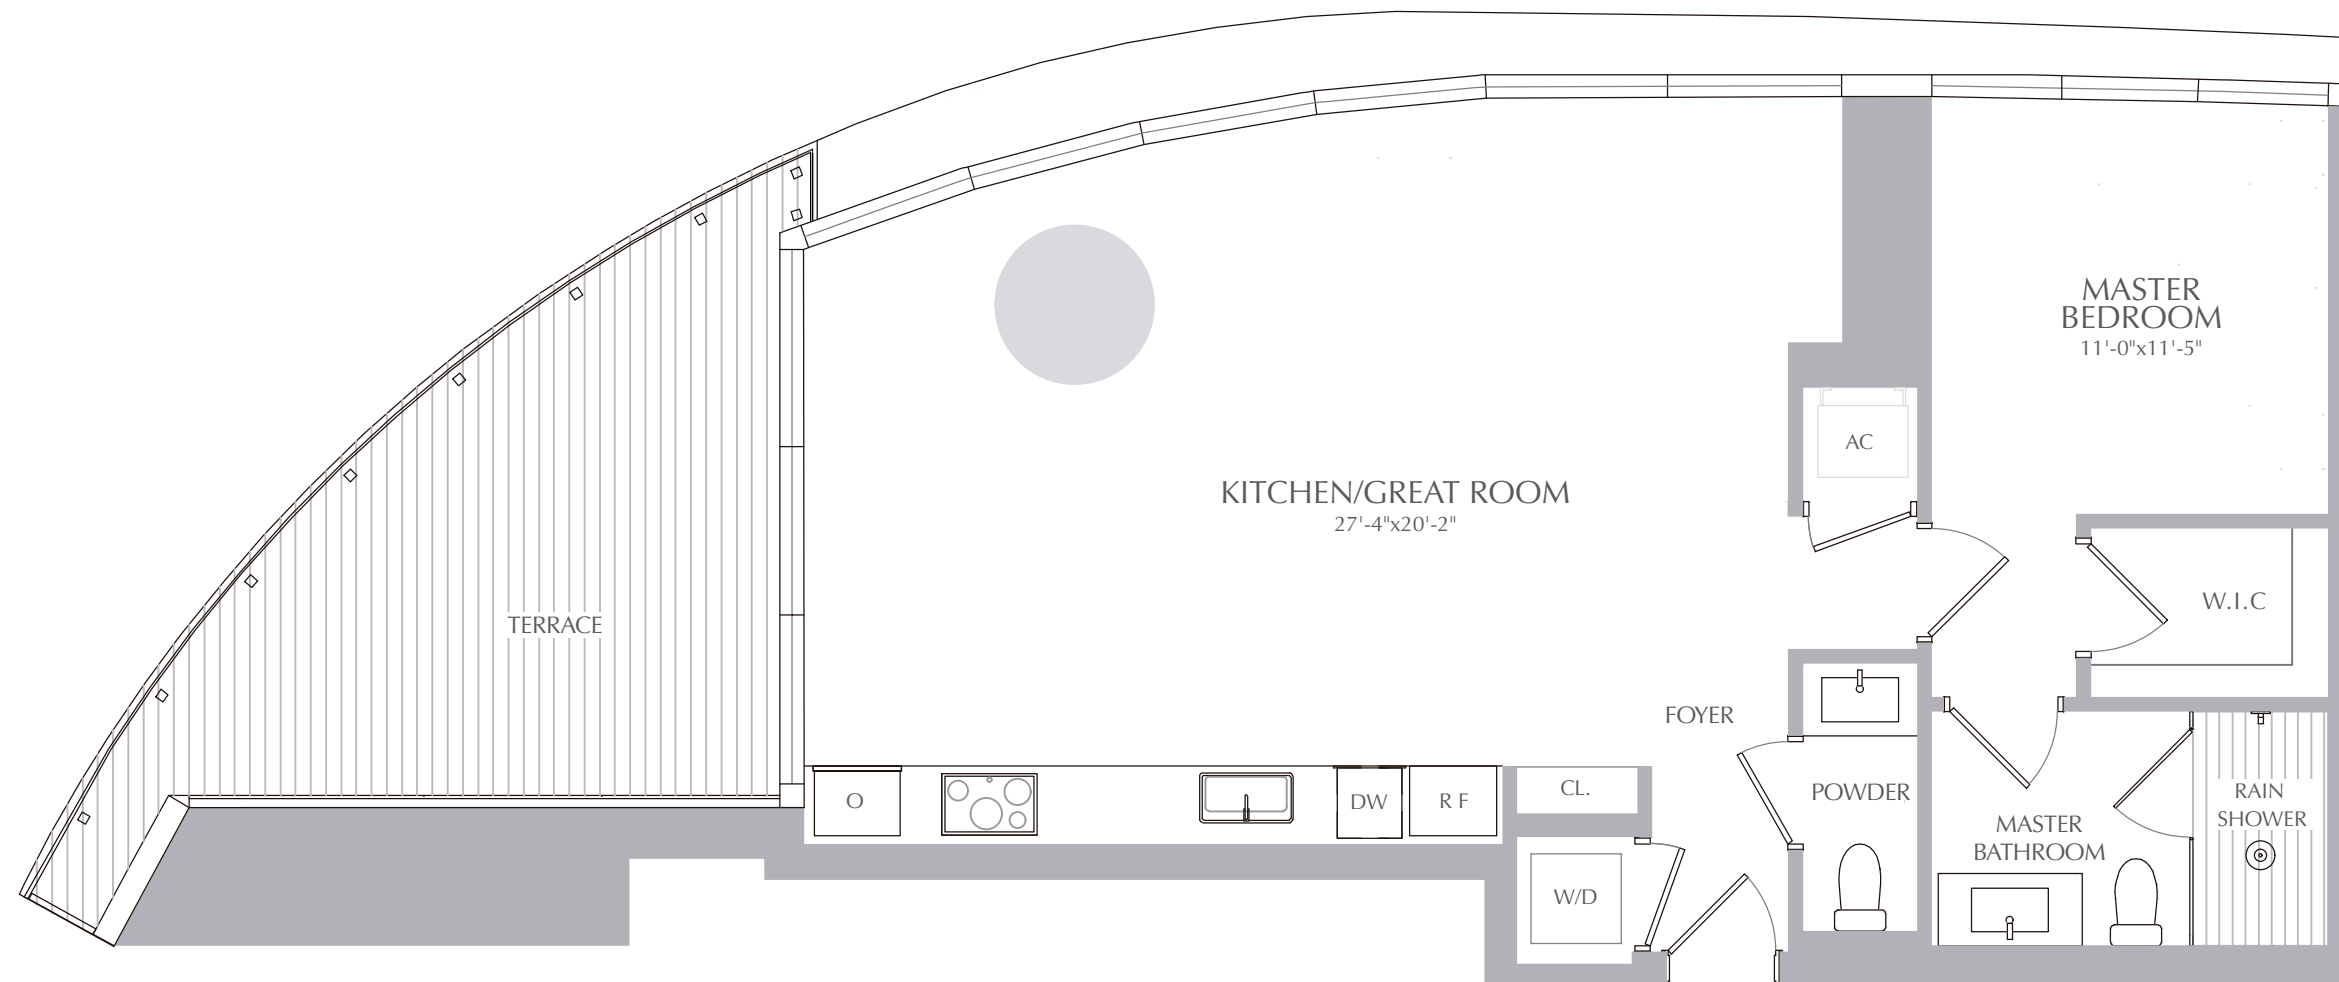 MASTER
BEDROOM
11'-0"x11'-5"
AC
KITCHEN/GREAT ROOM
27'-4"x20'-2"
W.I.C
TERRACE
FOYER
O
DW
R F
CL.
POWDER
RAIN
SHOWER
MASTER
BATHROOM
W/D